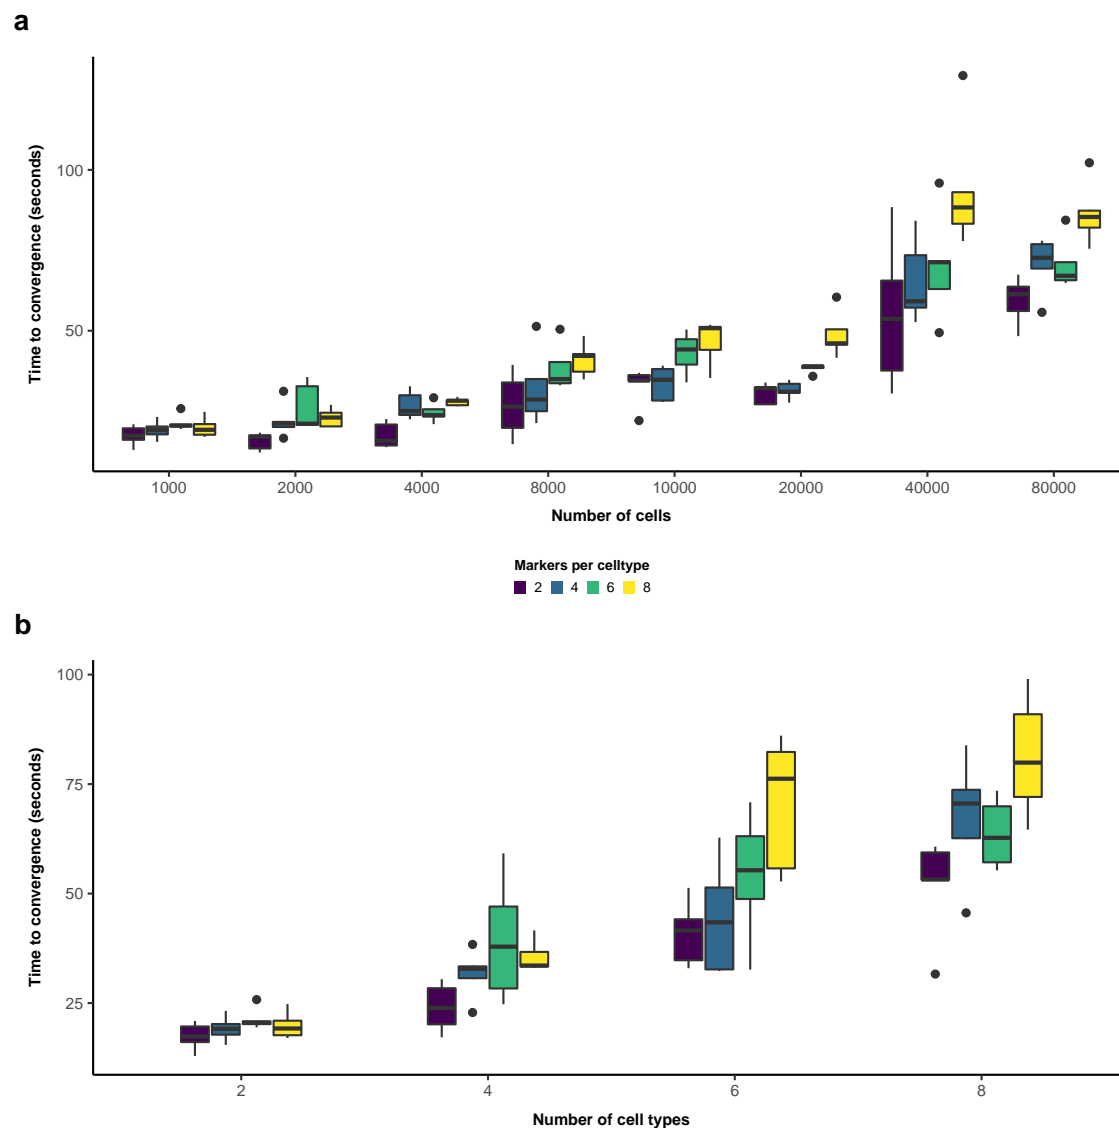 a
Time to convergence (seconds)
100
50
1000 2000 4000 8000 10000 20000 40000 80000
Number of cells
Markers per celltype
2 4 6 8
b
Time to convergence (seconds)
100
75
50
25
2 4 6 8
Number of cell types